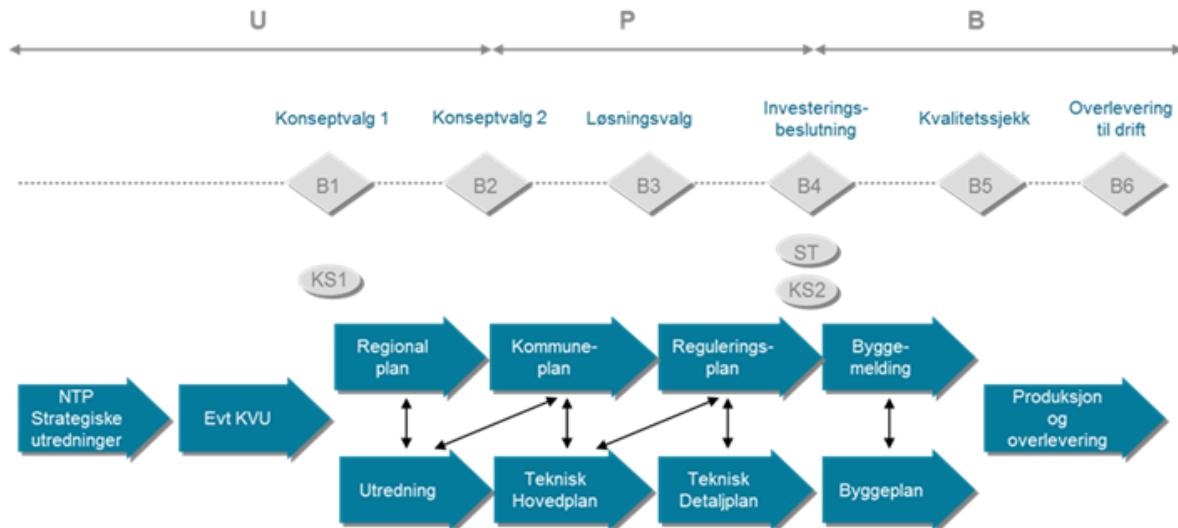 U
P
B
Konseptvalg 1
Konseptvalg 2
Løsningsvalg
Investerings-
beslutning
Kvalitetssjekk
Overlevering
til drift
B1
B2
B3
B4
B5
B6
ST
KS1
KS2
Regional
plan
Kommune-
plan
Regulerings-
plan
Bygge-
melding
NTP
Strategiske
utredninger
Evt KVU
Produksjon
og
overlevering
Utredning
Teknisk
Hovedplan
Teknisk
Detaljplan
Byggeplan